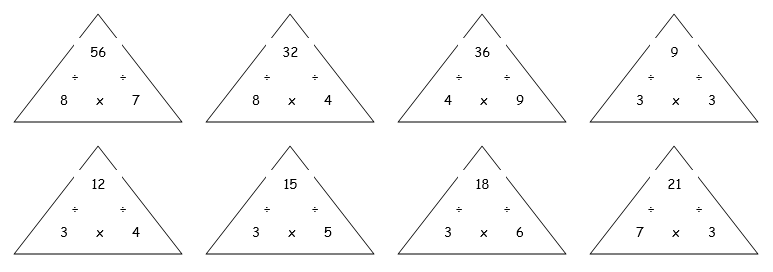 56 32 36 9
÷ ÷ ÷ ÷ ÷ ÷ ÷ ÷
8 x 7 8 x 4 4 x 9 3 x 3
12 15 18 21
÷ ÷ ÷ ÷ ÷ ÷ ÷ ÷
3 x 4 3 x 5 3 x 6 7 x 3